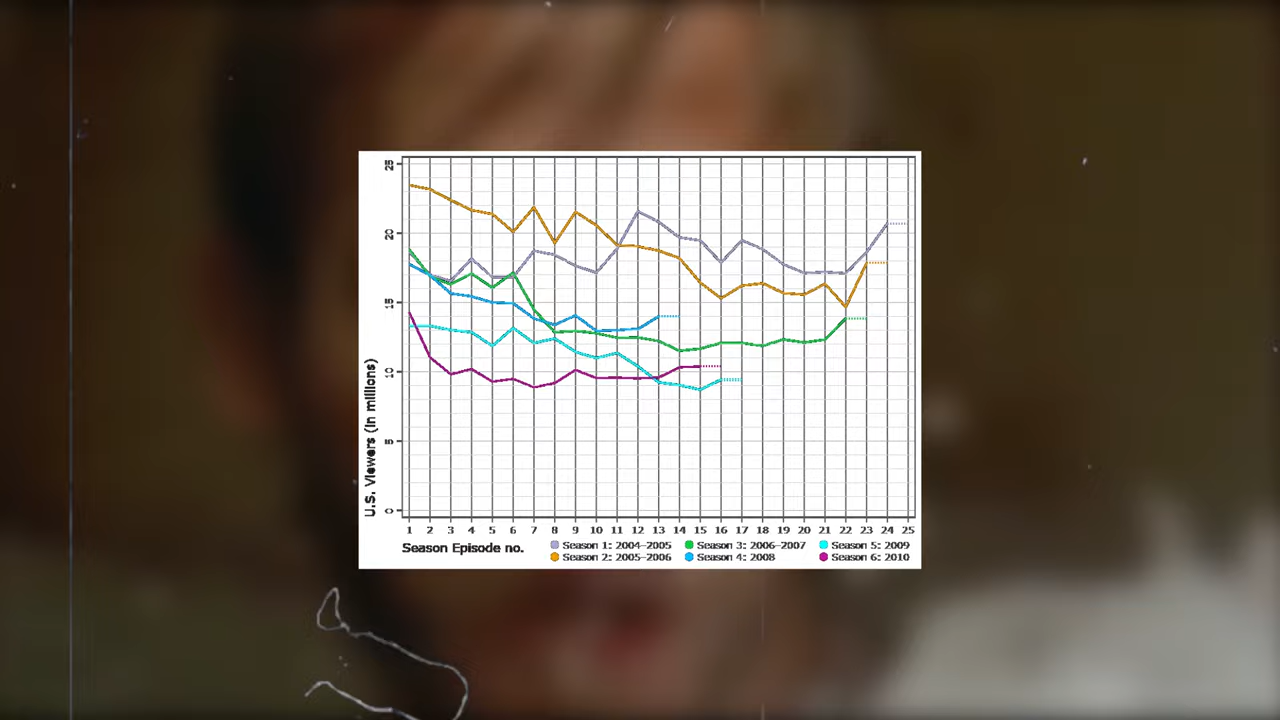 25
20
15
10
5
0
U.S. Viewers (in millions)
1 2 3 4 5 6 7 8 9 10 11 12 13 14 15 16 17 18 19 20 21 22 23 24 25
Season Episode no.
Season 1: 2004-2005 Season 3: 2006-2007 Season 5: 2009
Season 2: 2005-2006 Season 4: 2008 Season 6: 2010